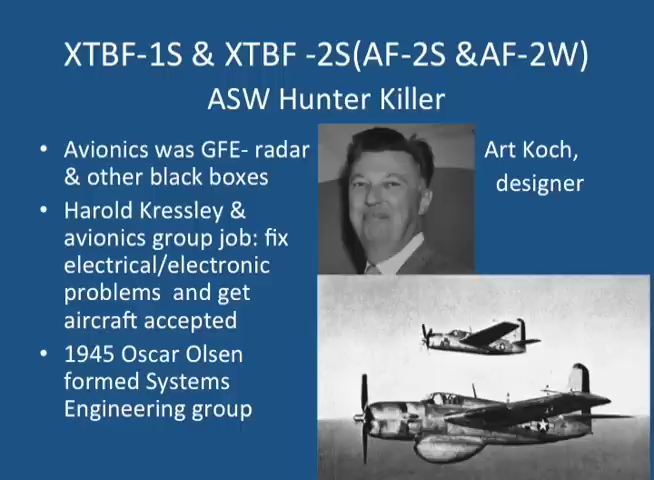 XTBF-1S & XTBF -2S(AF-2S &AF-2W)
ASW Hunter Killer
• Avionics was GFE- radar
& other black boxes
• Harold Kressley &
avionics group job: fix
electrical/electronic
problems and get
aircraft accepted
• 1945 Oscar Olsen
formed Systems
Engineering group
Art Koch,
designer